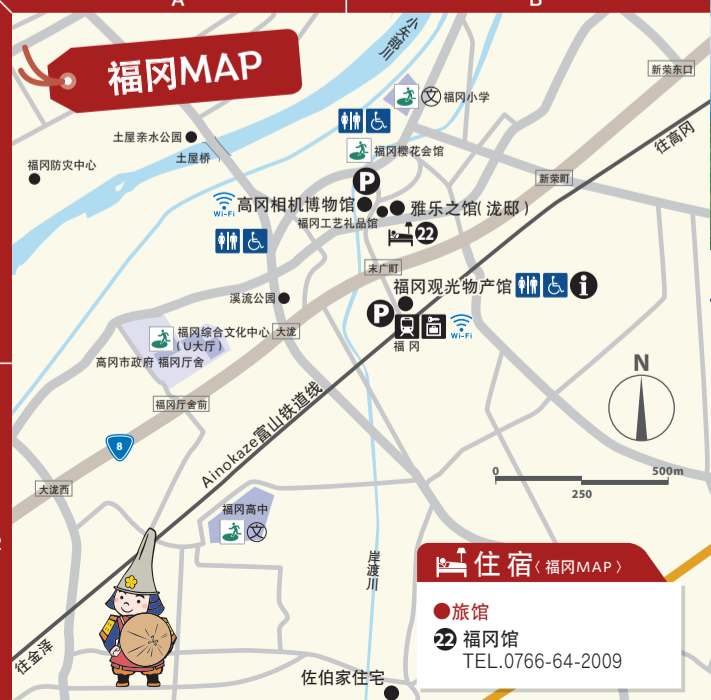 A
B
福冈MAP
小矢部川
新荣东口
文 福冈小学
往高冈
土屋亲水公园
土屋桥
福冈樱花会馆
福冈防灾中心
P
新荣町
Wi-Fi
高冈相机博物馆
雅乐之馆(泷邸)
福冈工艺礼品馆
22
末广町
福冈观光物产馆
i
溪流公园
P
福冈
Wi-Fi
福冈综合文化中心
(U大厅)
大泷
高冈市政府 福冈厅舍
N
福冈厅舍前
Ainokaze富山铁道线
8
0
500m
250
大泷西
福冈高中
文
岸渡川
住宿〈福冈MAP〉
●旅馆
22 福冈馆
TEL.0766-64-2009
往金泽
佐伯家住宅